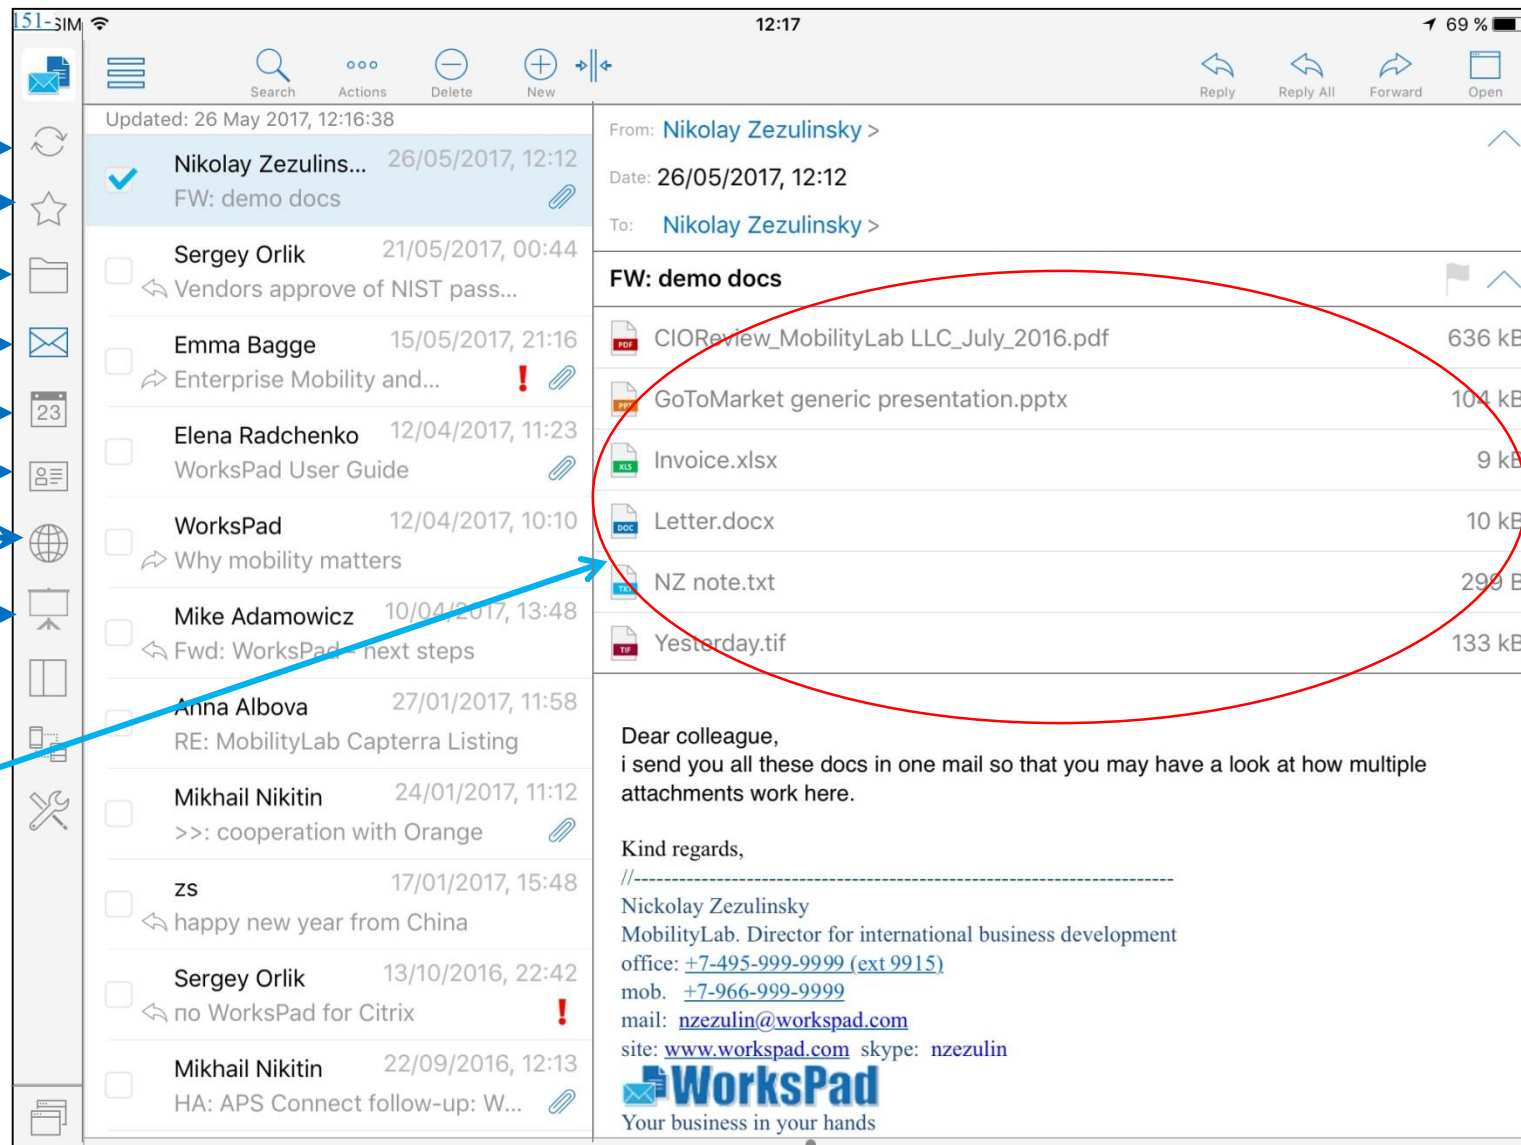 151-
SIM 12:17 69 %
Search Actions Delete New Reply Reply All Forward Open
Updated: 26 May 2017, 12:16:38
Nikolay Zezulins... 26/05/2017, 12:12
FW: demo docs
Sergey Orlik 21/05/2017, 00:44
Vendors approve of NIST pass...
Emma Bagge 15/05/2017, 21:16
Enterprise Mobility and... !
Elena Radchenko 12/04/2017, 11:23
WorksPad User Guide
WorksPad 12/04/2017, 10:10
Why mobility matters
Mike Adamowicz 10/04/2017, 13:48
Fwd: WorksPad - next steps
Anna Albova 27/01/2017, 11:58
RE: MobilityLab Capterra Listing
Mikhail Nikitin 24/01/2017, 11:12
>>: cooperation with Orange
zs 17/01/2017, 15:48
happy new year from China
Sergey Orlik 13/10/2016, 22:42
по WorksPad for Citrix !
Mikhail Nikitin 22/09/2016, 12:13
HA: APS Connect follow-up: W...
23
From: Nikolay Zezulinsky >
Date: 26/05/2017, 12:12
To: Nikolay Zezulinsky >
FW: demo docs
PDF CIOReview_MobilityLab LLC_July_2016.pdf 636 kB
PPT GoToMarket generic presentation.pptx 104 kB
XLS Invoice.xlsx 9 kB
DOC Letter.docx 10 kB
TXT NZ note.txt 299 B
TIF Yesterday.tif 133 kB
Dear colleague,
i send you all these docs in one mail so that you may have a look at how multiple
attachments work here.
Kind regards,
//------------------------------------------------------------------------
Nickolay Zezulinsky
MobilityLab. Director for international business development
office: +7-495-999-9999 (ext 9915)
mob. +7-966-999-9999
mail: nzezulin@workspad.com
site: www.workspad.com skype: nzezulin
WorksPad
Your business in your hands